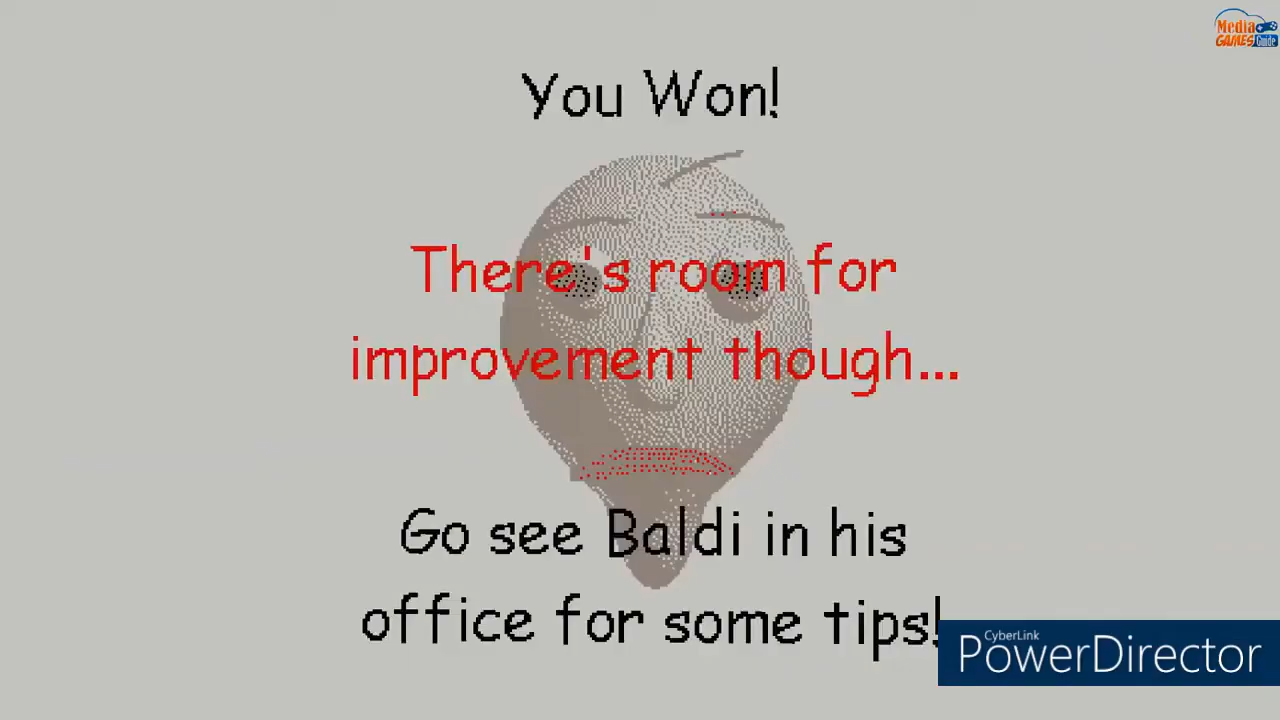 Media
GAMES Guide
You Won!
There's room for
improvement though...
Go see Baldi in his
office for some tips!
CyberLink
PowerDirector